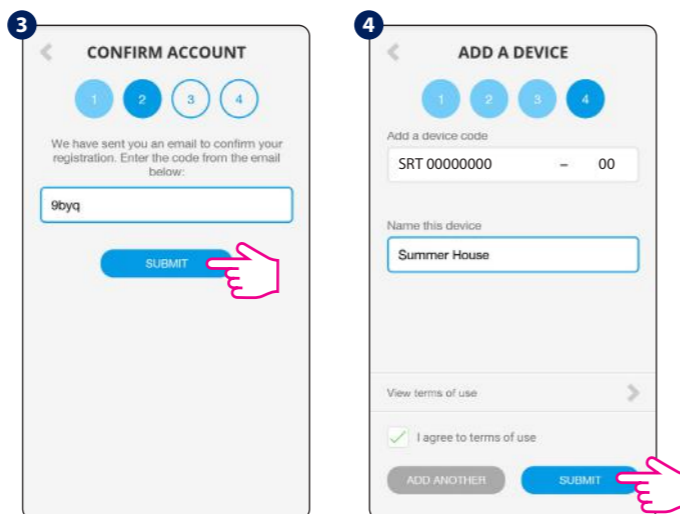 3
CONFIRM ACCOUNT
1 2 3 4
We have sent you an email to confirm your
registration. Enter the code from the email
below:
9byq
SUBMIT
4
ADD A DEVICE
1 2 3 4
Add a device code
SRT 00000000 – 00
Name this device
Summer House
View terms of use
I agree to terms of use
ADD ANOTHER SUBMIT